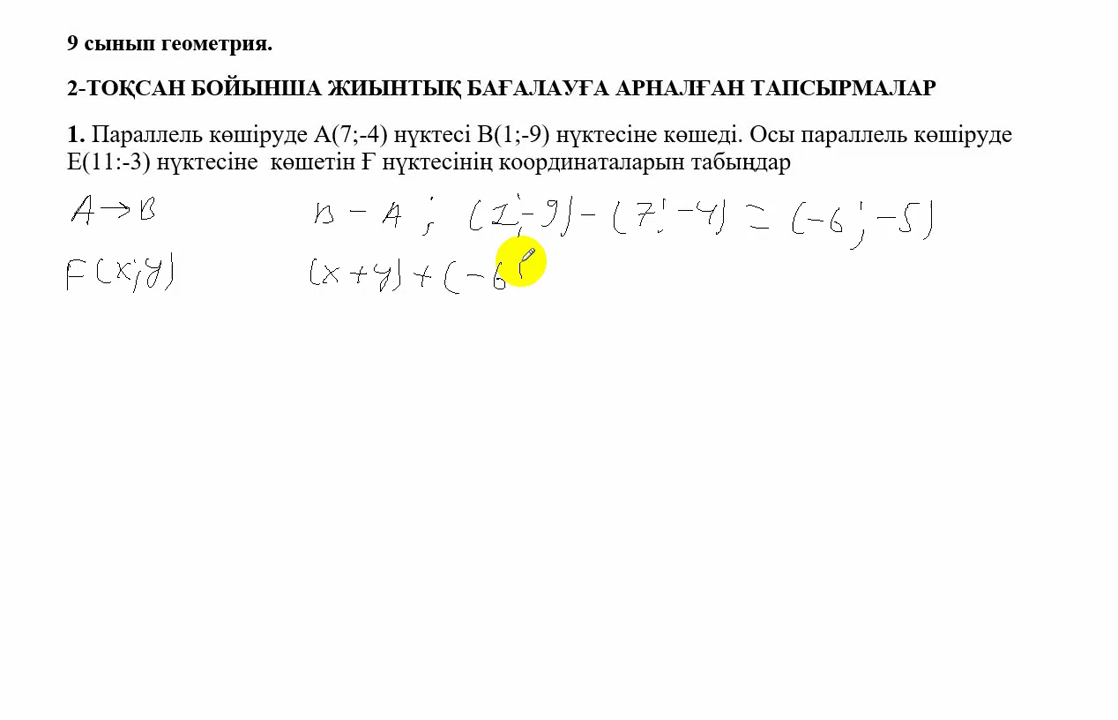 9 сынып геометрия.
2-ТОҚСАН БОЙЫНША ЖИЫНТЫҚ БАҒАЛАУҒА АРНАЛҒАН ТАПСЫРМАЛАР
1. Параллель көшіруде А(7;-4) нүктесі В(1;-9) нүктесіне көшеді. Осы параллель көшіруде
Е(11:-3) нүктесіне көшетін Ғ нүктесінің координаталарын табыңдар
A → B B - A ; (1;-9) - (7;-4) = (-6;-5)
F(x;y) (x+y) + (-6